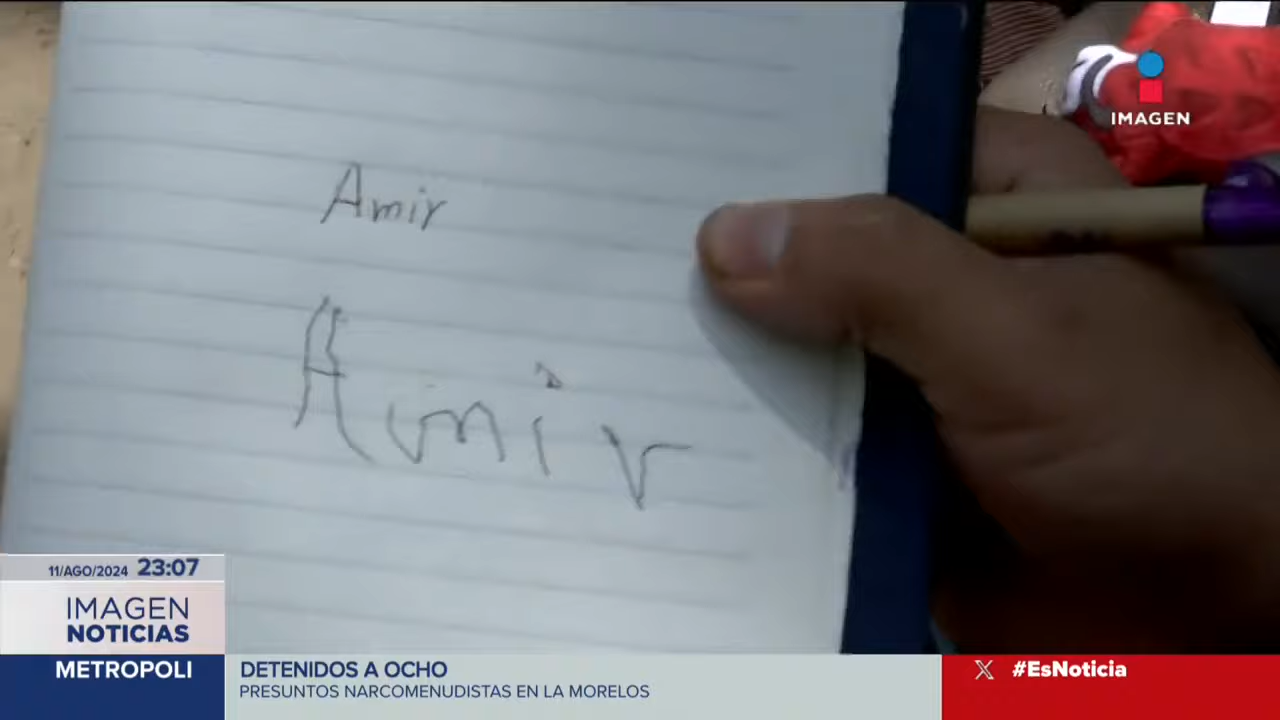 IMAGEN
Amir
Amir
11/AGO/2024 23:07
IMAGEN
NOTICIAS
METROPOLI
DETENIDOS A OCHO
PRESUNTOS NARCOMENUDISTAS EN LA MORELOS
X #EsNoticia